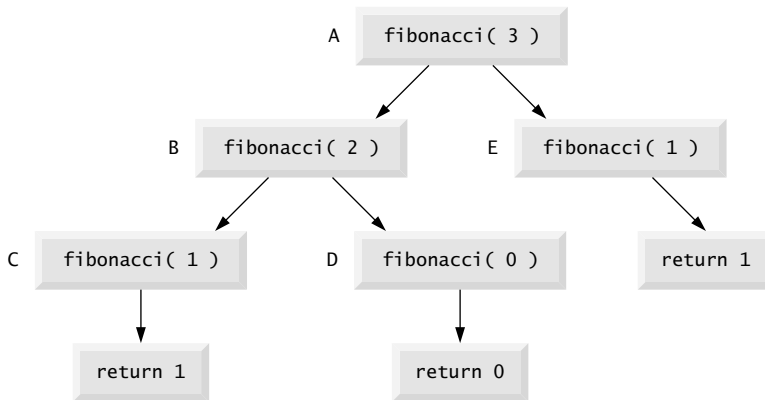 A fibonacci( 3 )
B fibonacci( 2 )
E fibonacci( 1 )
C fibonacci( 1 )
D fibonacci( 0 )
return 1
return 1
return 0